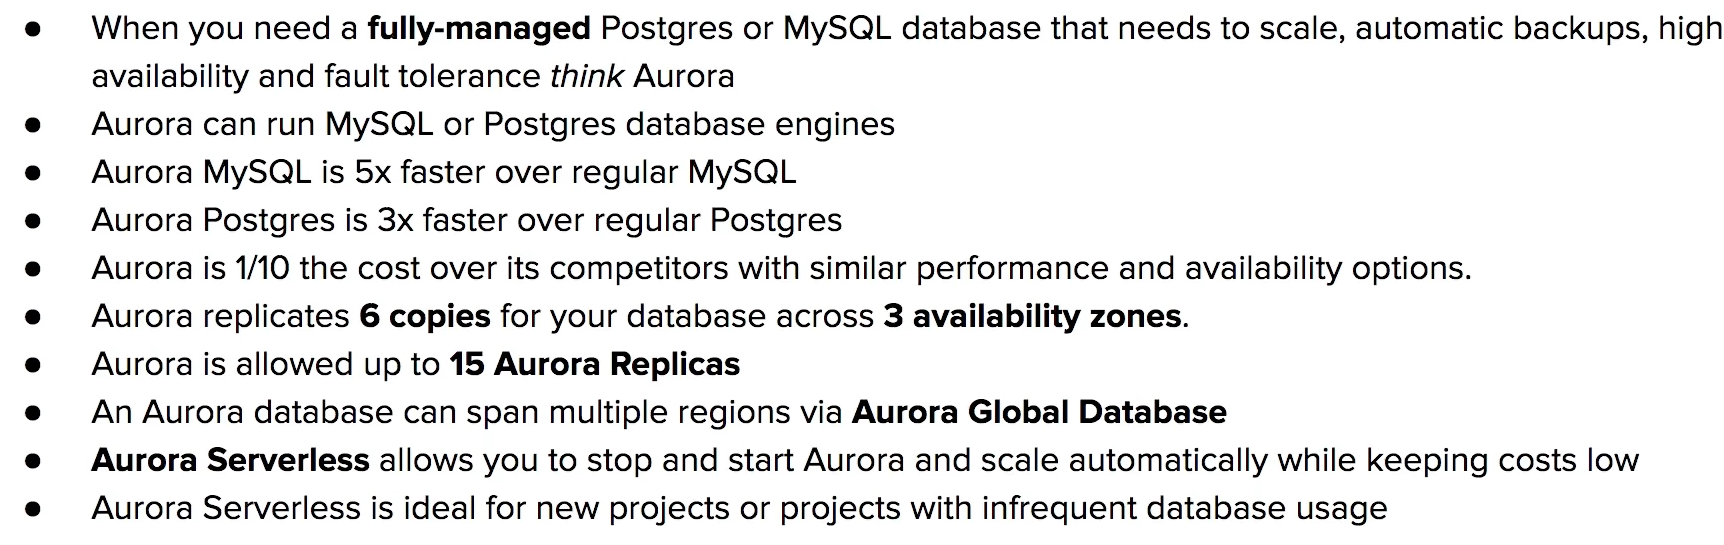 ● When you need a fully-managed Postgres or MySQL database that needs to scale, automatic backups, high
availability and fault tolerance think Aurora
● Aurora can run MySQL or Postgres database engines
● Aurora MySQL is 5x faster over regular MySQL
● Aurora Postgres is 3x faster over regular Postgres
● Aurora is 1/10 the cost over its competitors with similar performance and availability options.
● Aurora replicates 6 copies for your database across 3 availability zones.
● Aurora is allowed up to 15 Aurora Replicas
● An Aurora database can span multiple regions via Aurora Global Database
● Aurora Serverless allows you to stop and start Aurora and scale automatically while keeping costs low
● Aurora Serverless is ideal for new projects or projects with infrequent database usage